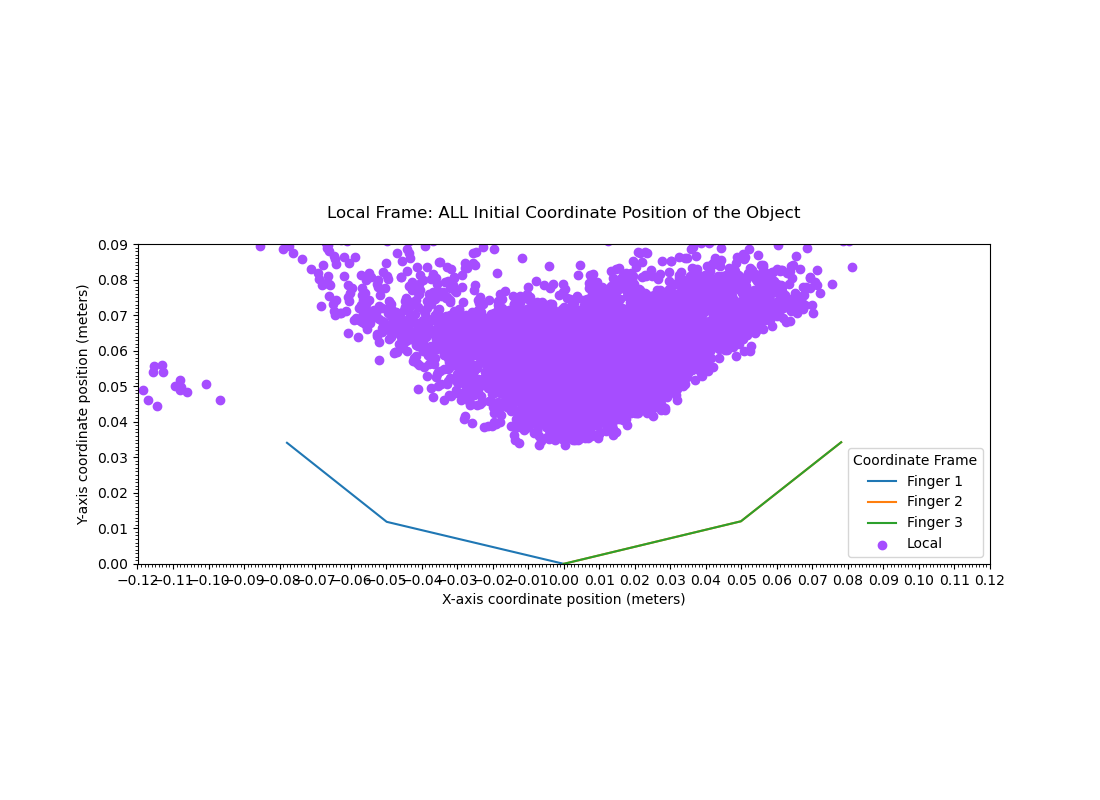 Local Frame: ALL Initial Coordinate Position of the Object
0.09
0.08
0.07
0.06
0.05
0.04
0.03
0.02
0.01
0.00
Y-axis coordinate position (meters)
Coordinate Frame
Finger 1
Finger 2
Finger 3
Local
−0.12 −0.11 −0.10 −0.09 −0.08 −0.07 −0.06 −0.05 −0.04 −0.03 −0.02 −0.01 0.00 0.01 0.02 0.03 0.04 0.05 0.06 0.07 0.08 0.09 0.10 0.11 0.12
X-axis coordinate position (meters)